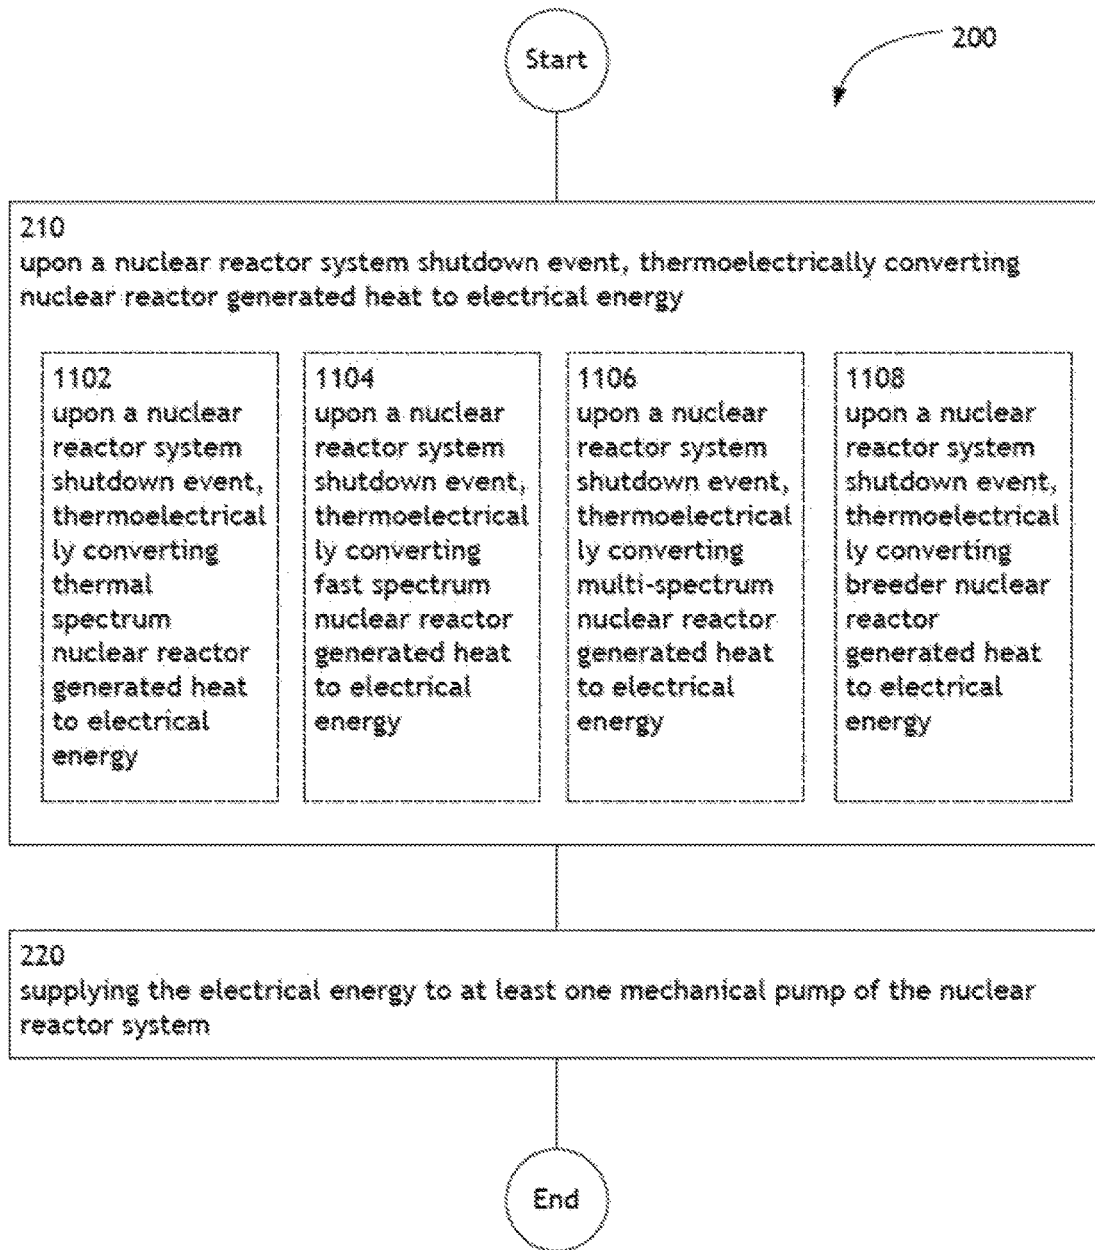 Start
200
210
upon a nuclear reactor system shutdown event, thermoelectrically converting
nuclear reactor generated heat to electrical energy
1102
upon a nuclear
reactor system
shutdown event,
thermoelectrical
ly converting
thermal
spectrum
nuclear reactor
generated heat
to electrical
energy
1104
upon a nuclear
reactor system
shutdown event,
thermoelectrical
ly converting
fast spectrum
nuclear reactor
generated heat
to electrical
energy
1106
upon a nuclear
reactor system
shutdown event,
thermoelectrical
ly converting
multi-spectrum
nuclear reactor
generated heat
to electrical
energy
1108
upon a nuclear
reactor system
shutdown event,
thermoelectrical
ly converting
breeder nuclear
reactor
generated heat
to electrical
energy
220
supplying the electrical energy to at least one mechanical pump of the nuclear
reactor system
End